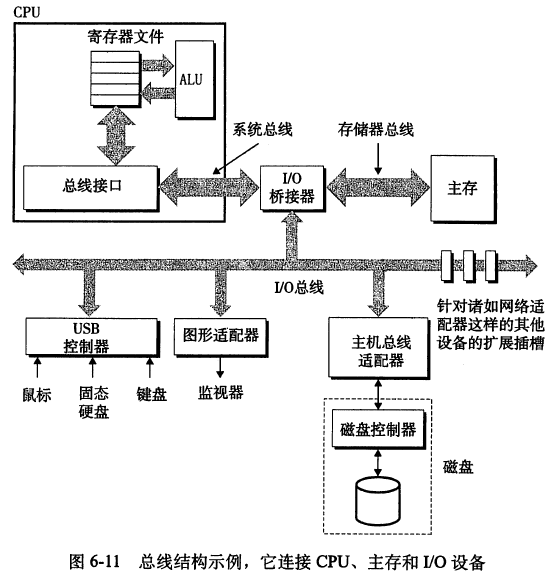 CPU
寄存器文件
ALU
系统总线
存储器总线
总线接口
I/O
桥接器
主存
I/O总线
USB
控制器
图形适配器
主机总线
适配器
针对诸如网络适
配器这样的其他
设备的扩展插槽
鼠标
固态
硬盘
键盘
监视器
磁盘控制器
磁盘
图 6-11 总线结构示例，它连接 CPU、主存和 I/O 设备